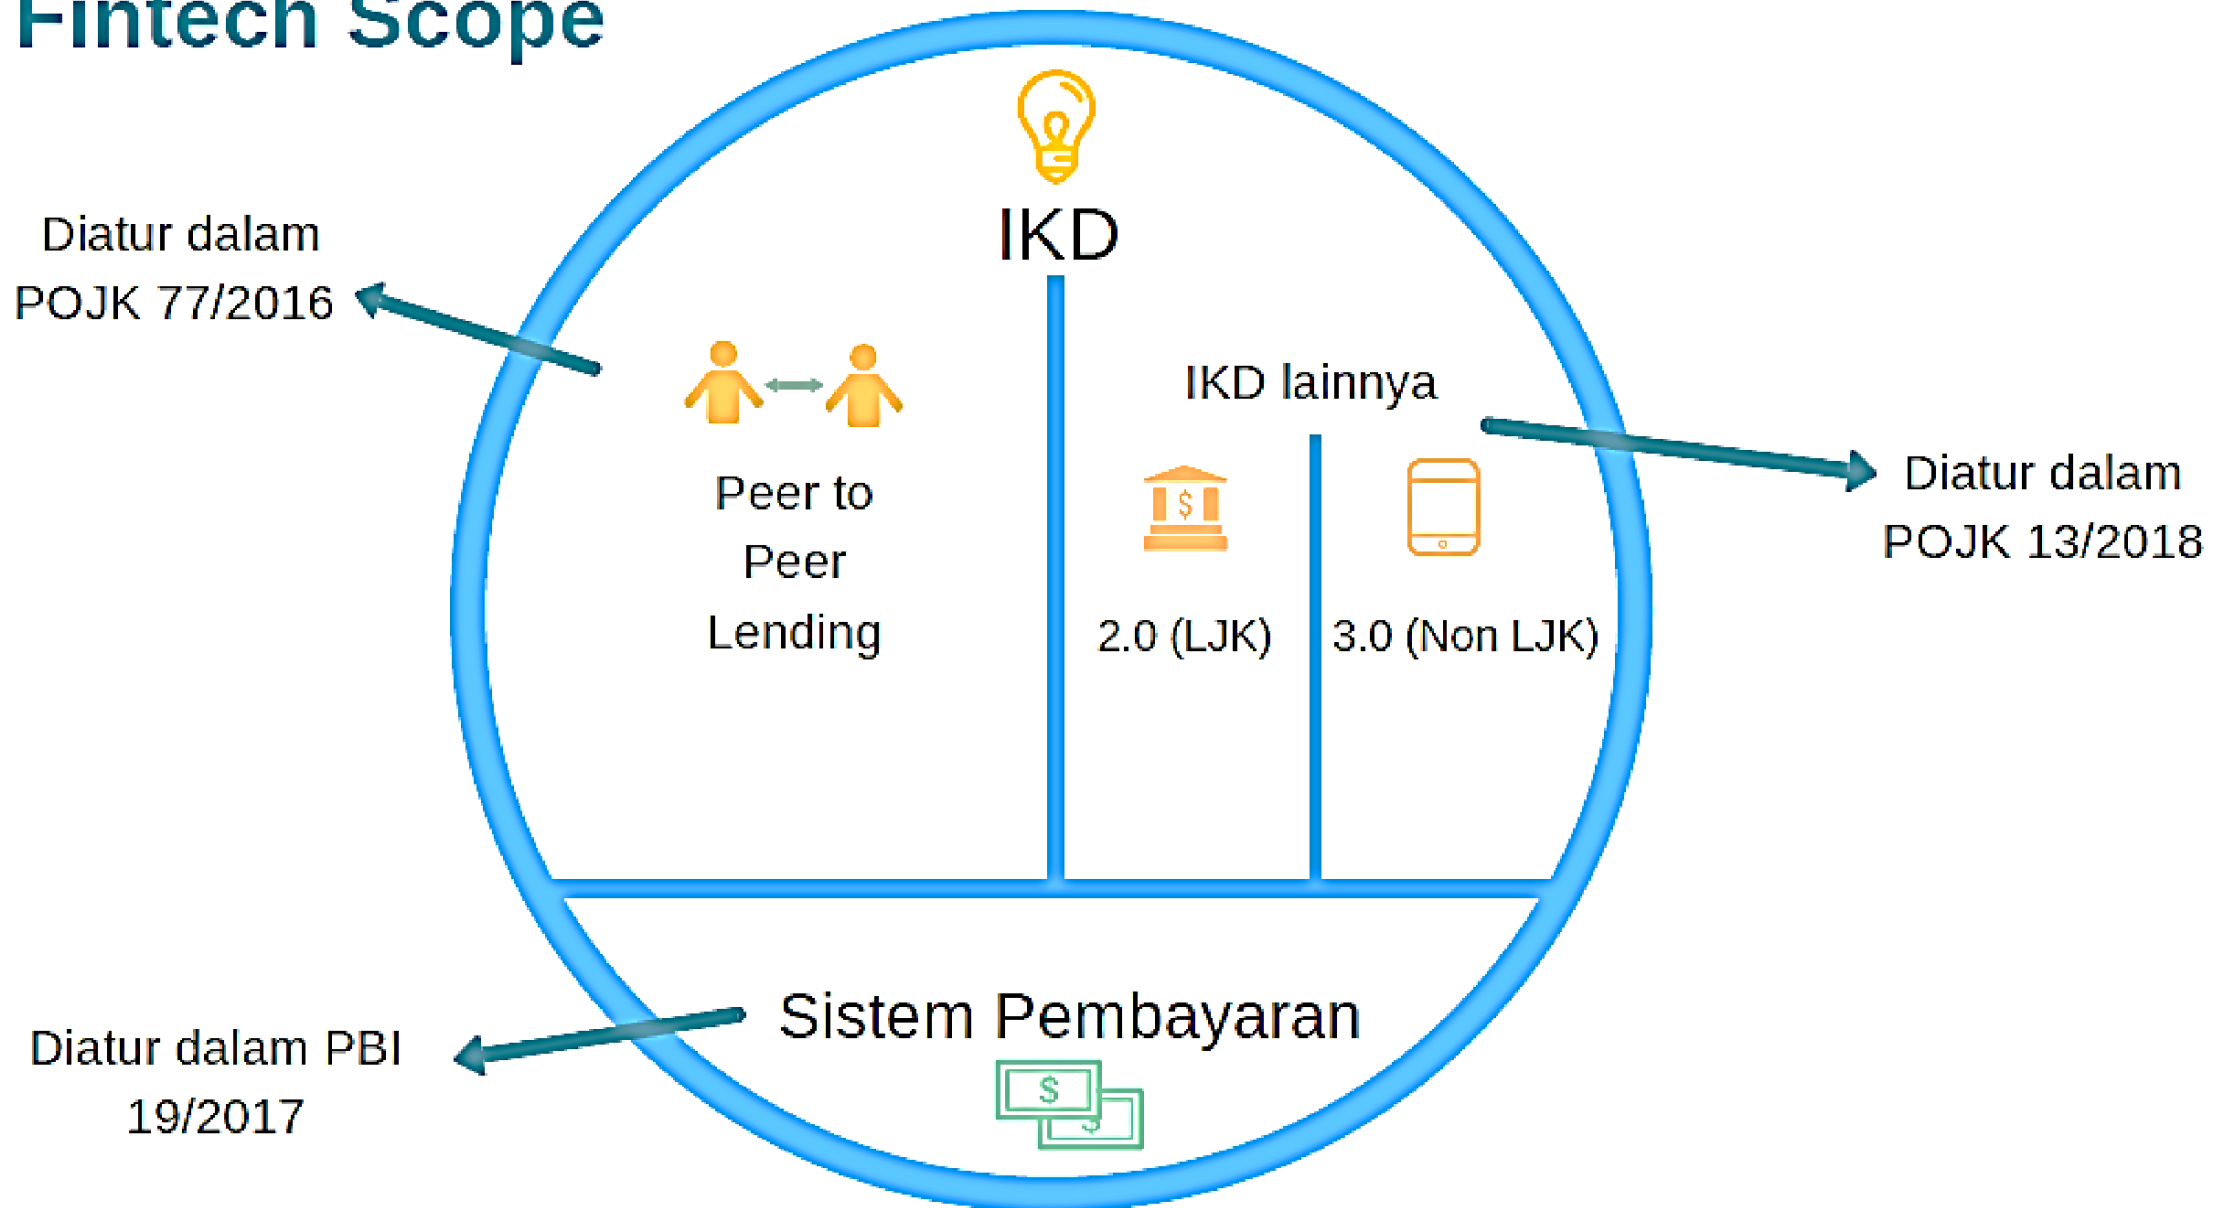 Fintech Scope
IKD
Diatur dalam
POJK 77/2016
Peer to
Peer
Lending
IKD lainnya
$
2.0 (LJK)
3.0 (Non LJK)
Diatur dalam
POJK 13/2018
Sistem Pembayaran
$
$
Diatur dalam PBI
19/2017